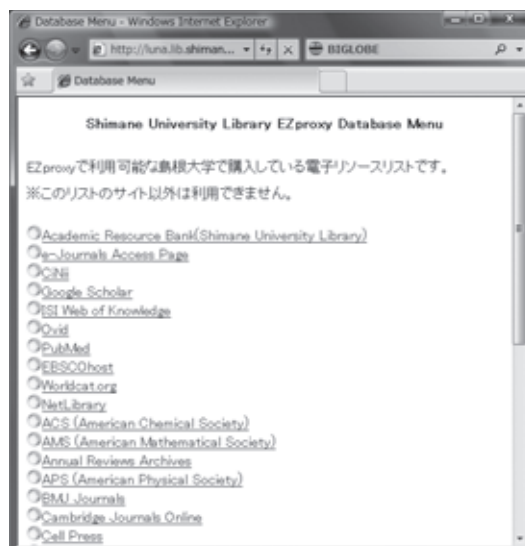 Database Menu - Windows Internet Explorer
http://luna.lib.shiman...
BIGLOBE
Database Menu
Shimane University Library EZproxy Database Menu
EZproxyで利用可能な島根大学で購入している電子リソースリストです。
※このリストのサイト以外は利用できません。
Academic Resource Bank(Shimane University Library)
e-Journals Access Page
CiNii
Google Scholar
ISI Web of Knowledge
Ovid
PubMed
EBSCOhost
Worldcat.org
NetLibrary
ACS (American Chemical Society)
AMS (American Mathematical Society)
Annual Reviews Archives
APS (American Physical Society)
BMJ Journals
Cambridge Journals Online
Cell Press